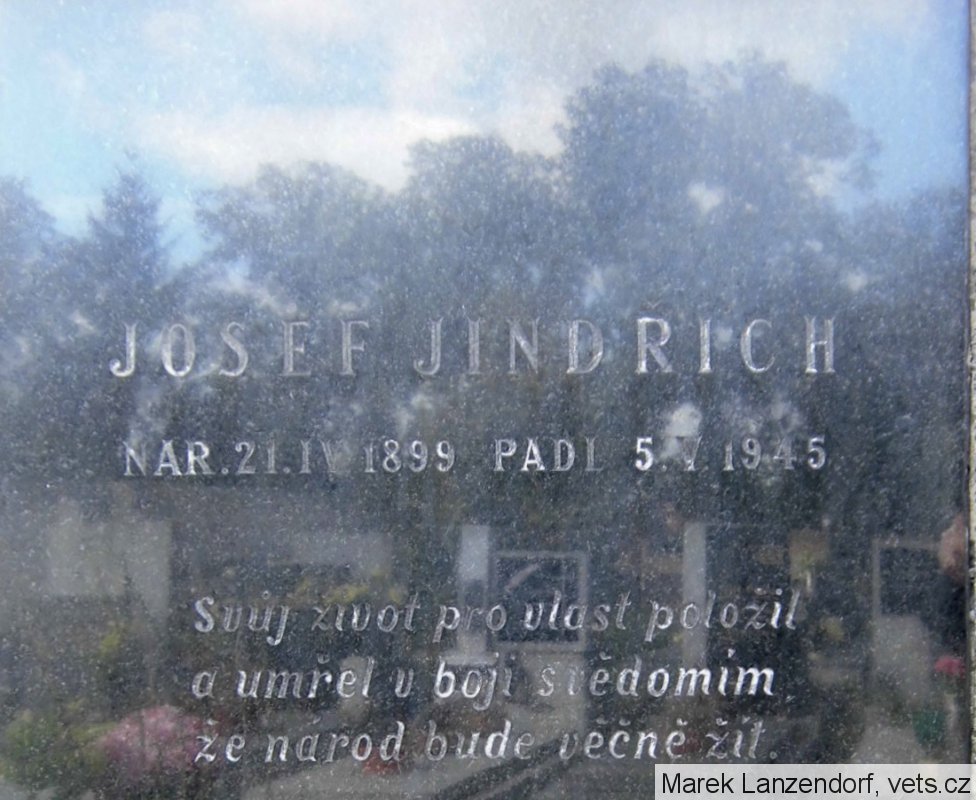 JOSEF JINDŘICH
NAR. 21. IV 1899 PADL 5. V 1945
Svůj život pro vlast položil
a umřel v boji s vědomím,
že národ bude věčně žít.
Marek Lanzendorf, vets.cz